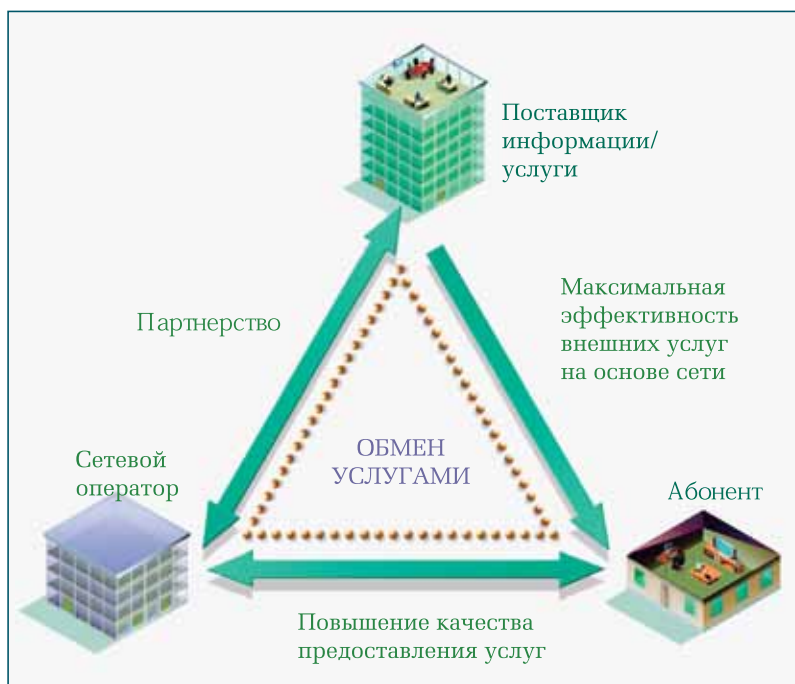 Поставщик
информации/
услуги
Партнерство
Максимальная
эффективность
внешних услуг
на основе сети
ОБМЕН
УСЛУГАМИ
Сетевой
оператор
Абонент
Повышение качества
предоставления услуг